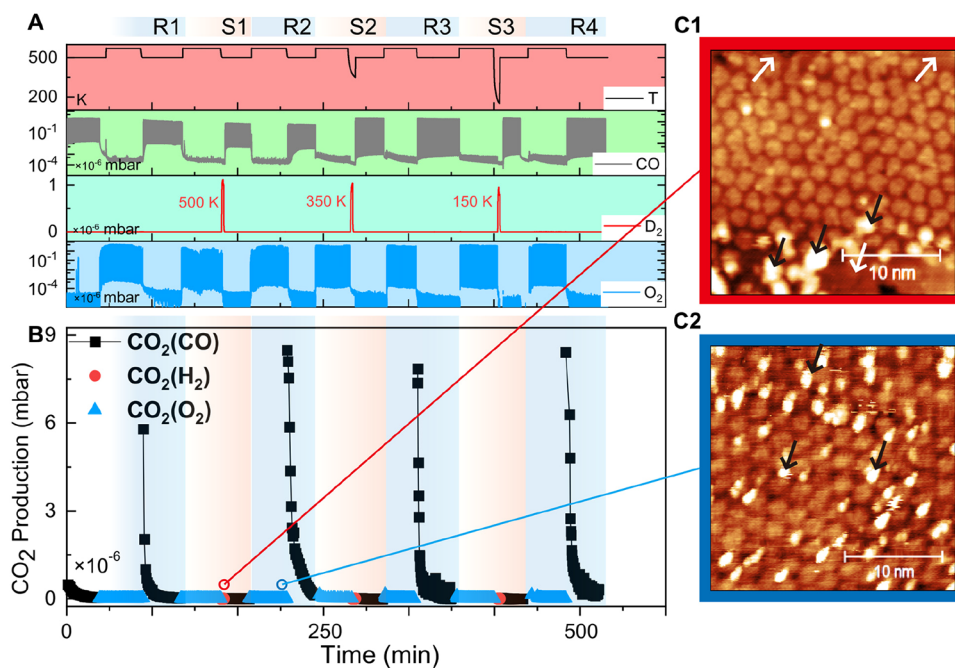 R1 S1 R2 S2 R3 S3 R4
A
500
200
K
T
10⁻¹
10⁻⁴
×10⁻⁶ mbar
CO
1
0
500 K
350 K
150 K
×10⁻⁶ mbar
D₂
10⁻¹
10⁻⁴
×10⁻⁶ mbar
O₂
B
CO₂ Production (mbar)
9
6
3
0
CO₂(CO)
CO₂(H₂)
CO₂(O₂)
×10⁻⁶
0 250 500
Time (min)
C1
10 nm
C2
10 nm